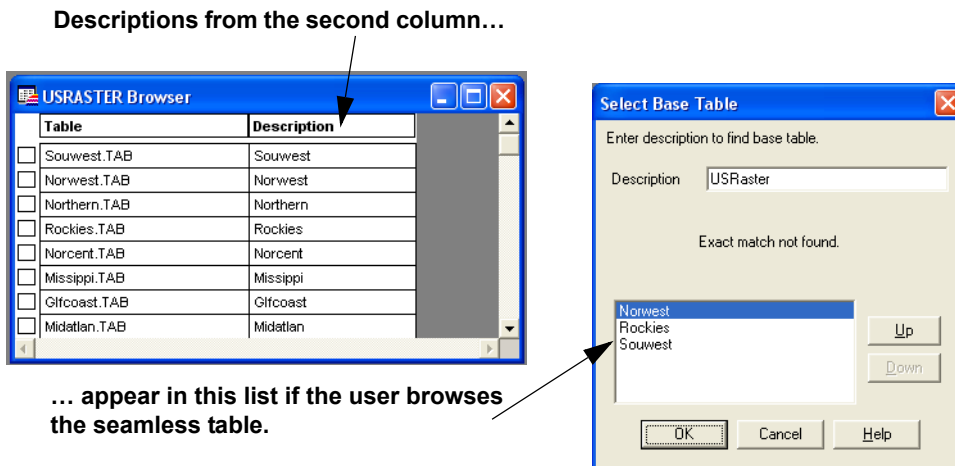 Descriptions from the second column…
USRASTER Browser
Table Description
Souwest.TAB Souwest
Norwest.TAB Norwest
Northern.TAB Northern
Rockies.TAB Rockies
Norcent.TAB Norcent
Missippi.TAB Missippi
Glfcoast.TAB Glfcoast
Midatlan.TAB Midatlan
… appear in this list if the user browses
the seamless table.
Select Base Table
Enter description to find base table.
Description USRaster
Exact match not found.
Norwest
Rockies
Souwest
Up
Down
OK Cancel Help